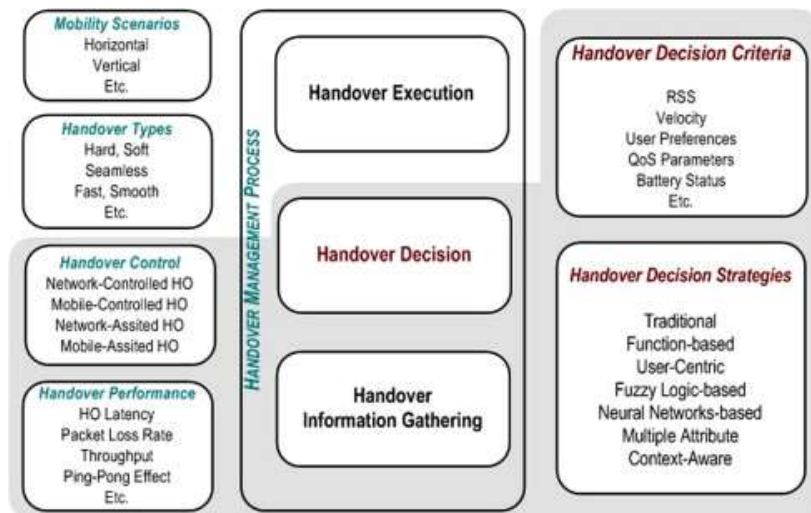 Mobility Scenarios
Horizontal
Vertical
Etc.
Handover Types
Hard, Soft
Seamless
Fast, Smooth
Etc.
Handover Control
Network-Controlled HO
Mobile-Controlled HO
Network-Assited HO
Mobile-Assited HO
Handover Performance
HO Latency
Packet Loss Rate
Throughput
Ping-Pong Effect
Etc.
HANDOVER MANAGEMENT PROCESS
Handover Execution
Handover Decision
Handover
Information Gathering
Handover Decision Criteria
RSS
Velocity
User Preferences
QoS Parameters
Battery Status
Etc.
Handover Decision Strategies
Traditional
Function-based
User-Centric
Fuzzy Logic-based
Neural Networks-based
Multiple Attribute
Context-Aware